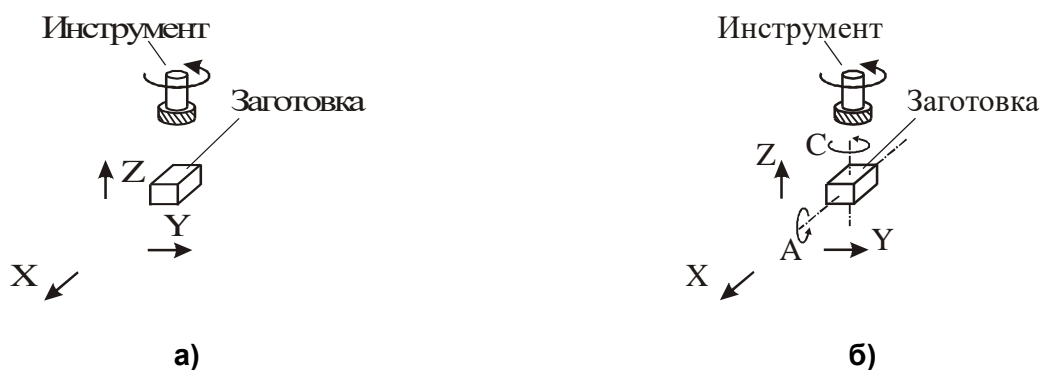 Инструмент
Заготовка
Z
Y
X
а)
Инструмент
Заготовка
C
Z
A
Y
X
б)